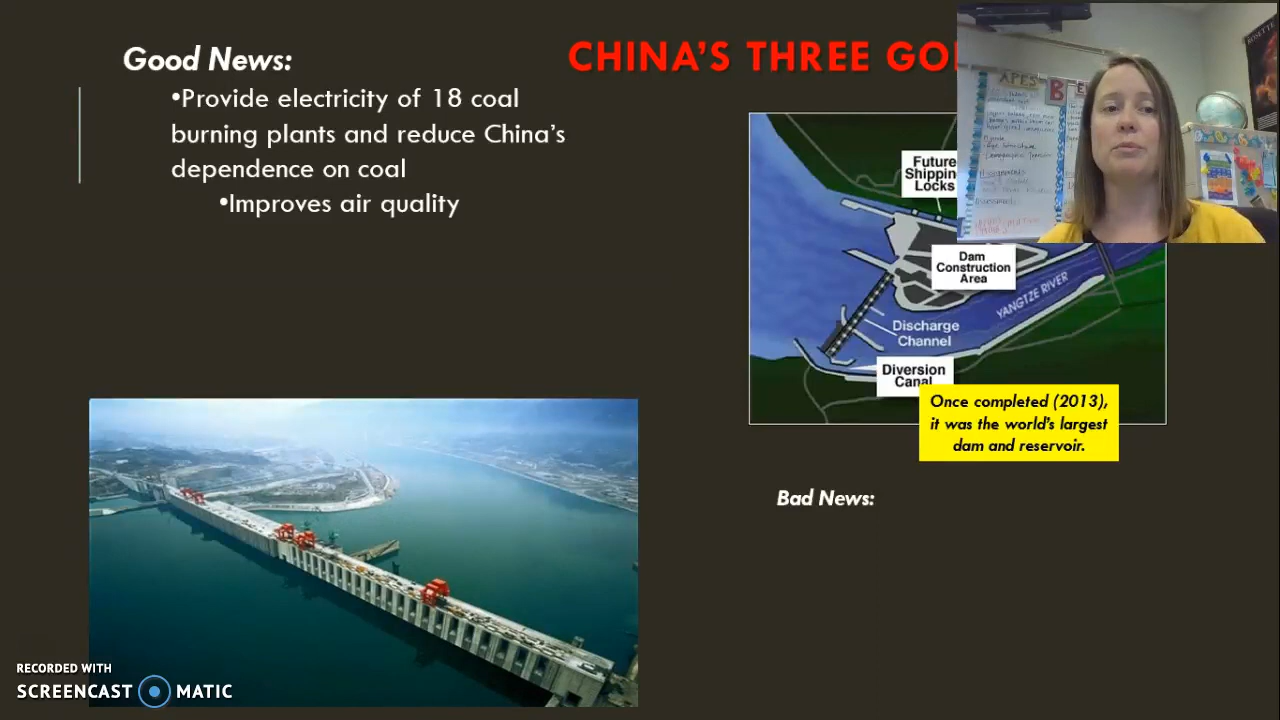 Good News:
•Provide electricity of 18 coal
burning plants and reduce China's
dependence on coal
•Improves air quality
CHINA'S THREE GO
APES
B
Future
Shipping
Locks
Dam
Construction
Area
YANGTZE RIVER
Discharge
Channel
Diversion
Canal
Once completed (2013),
it was the world's largest
dam and reservoir.
Bad News:
RECORDED WITH
SCREENCAST MATIC